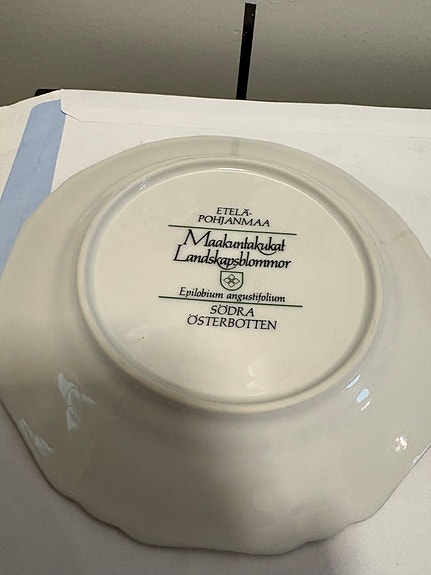 ETELÄ-
POHJANMAA
Maakuntakukat
Landskapsblommor
Epilobium angustifolium
SÖDRA
ÖSTERBOTTEN